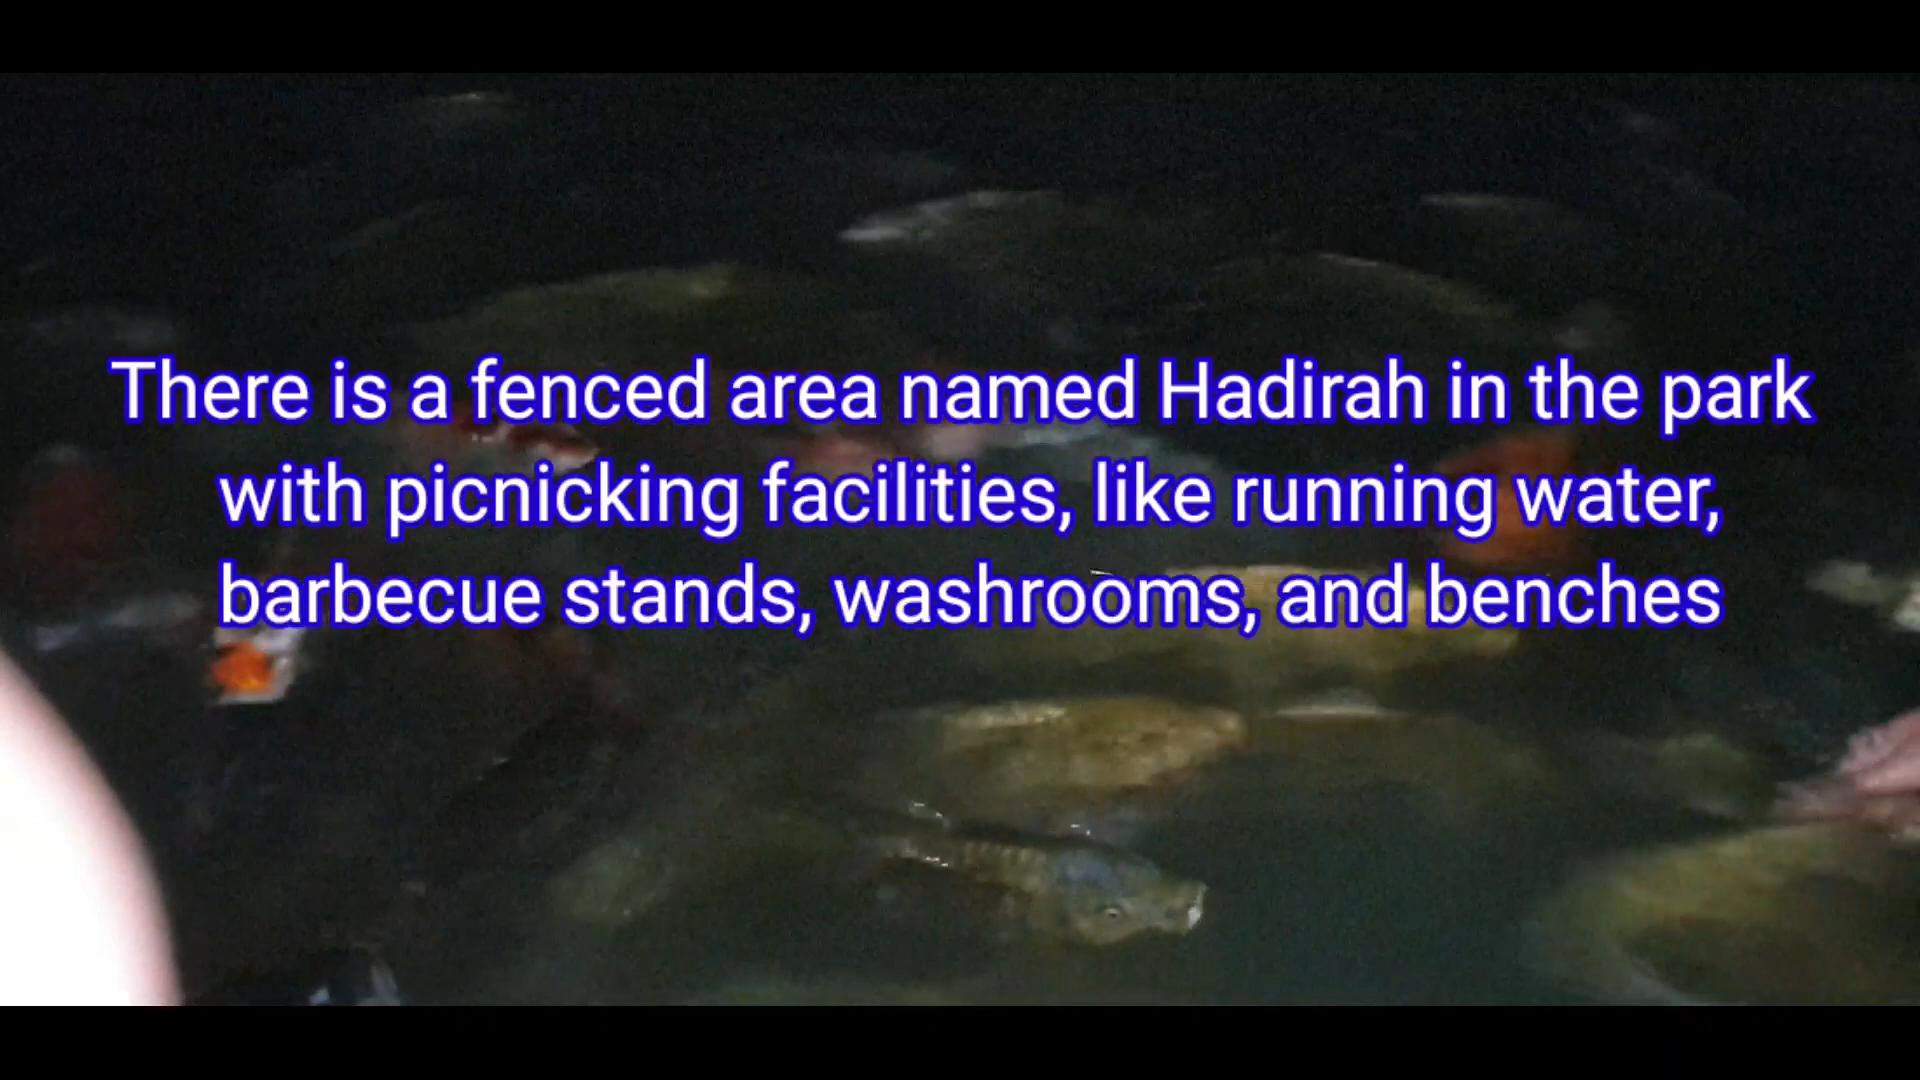 There is a fenced area named Hadirah in the park
with picnicking facilities, like running water,
barbecue stands, washrooms, and benches